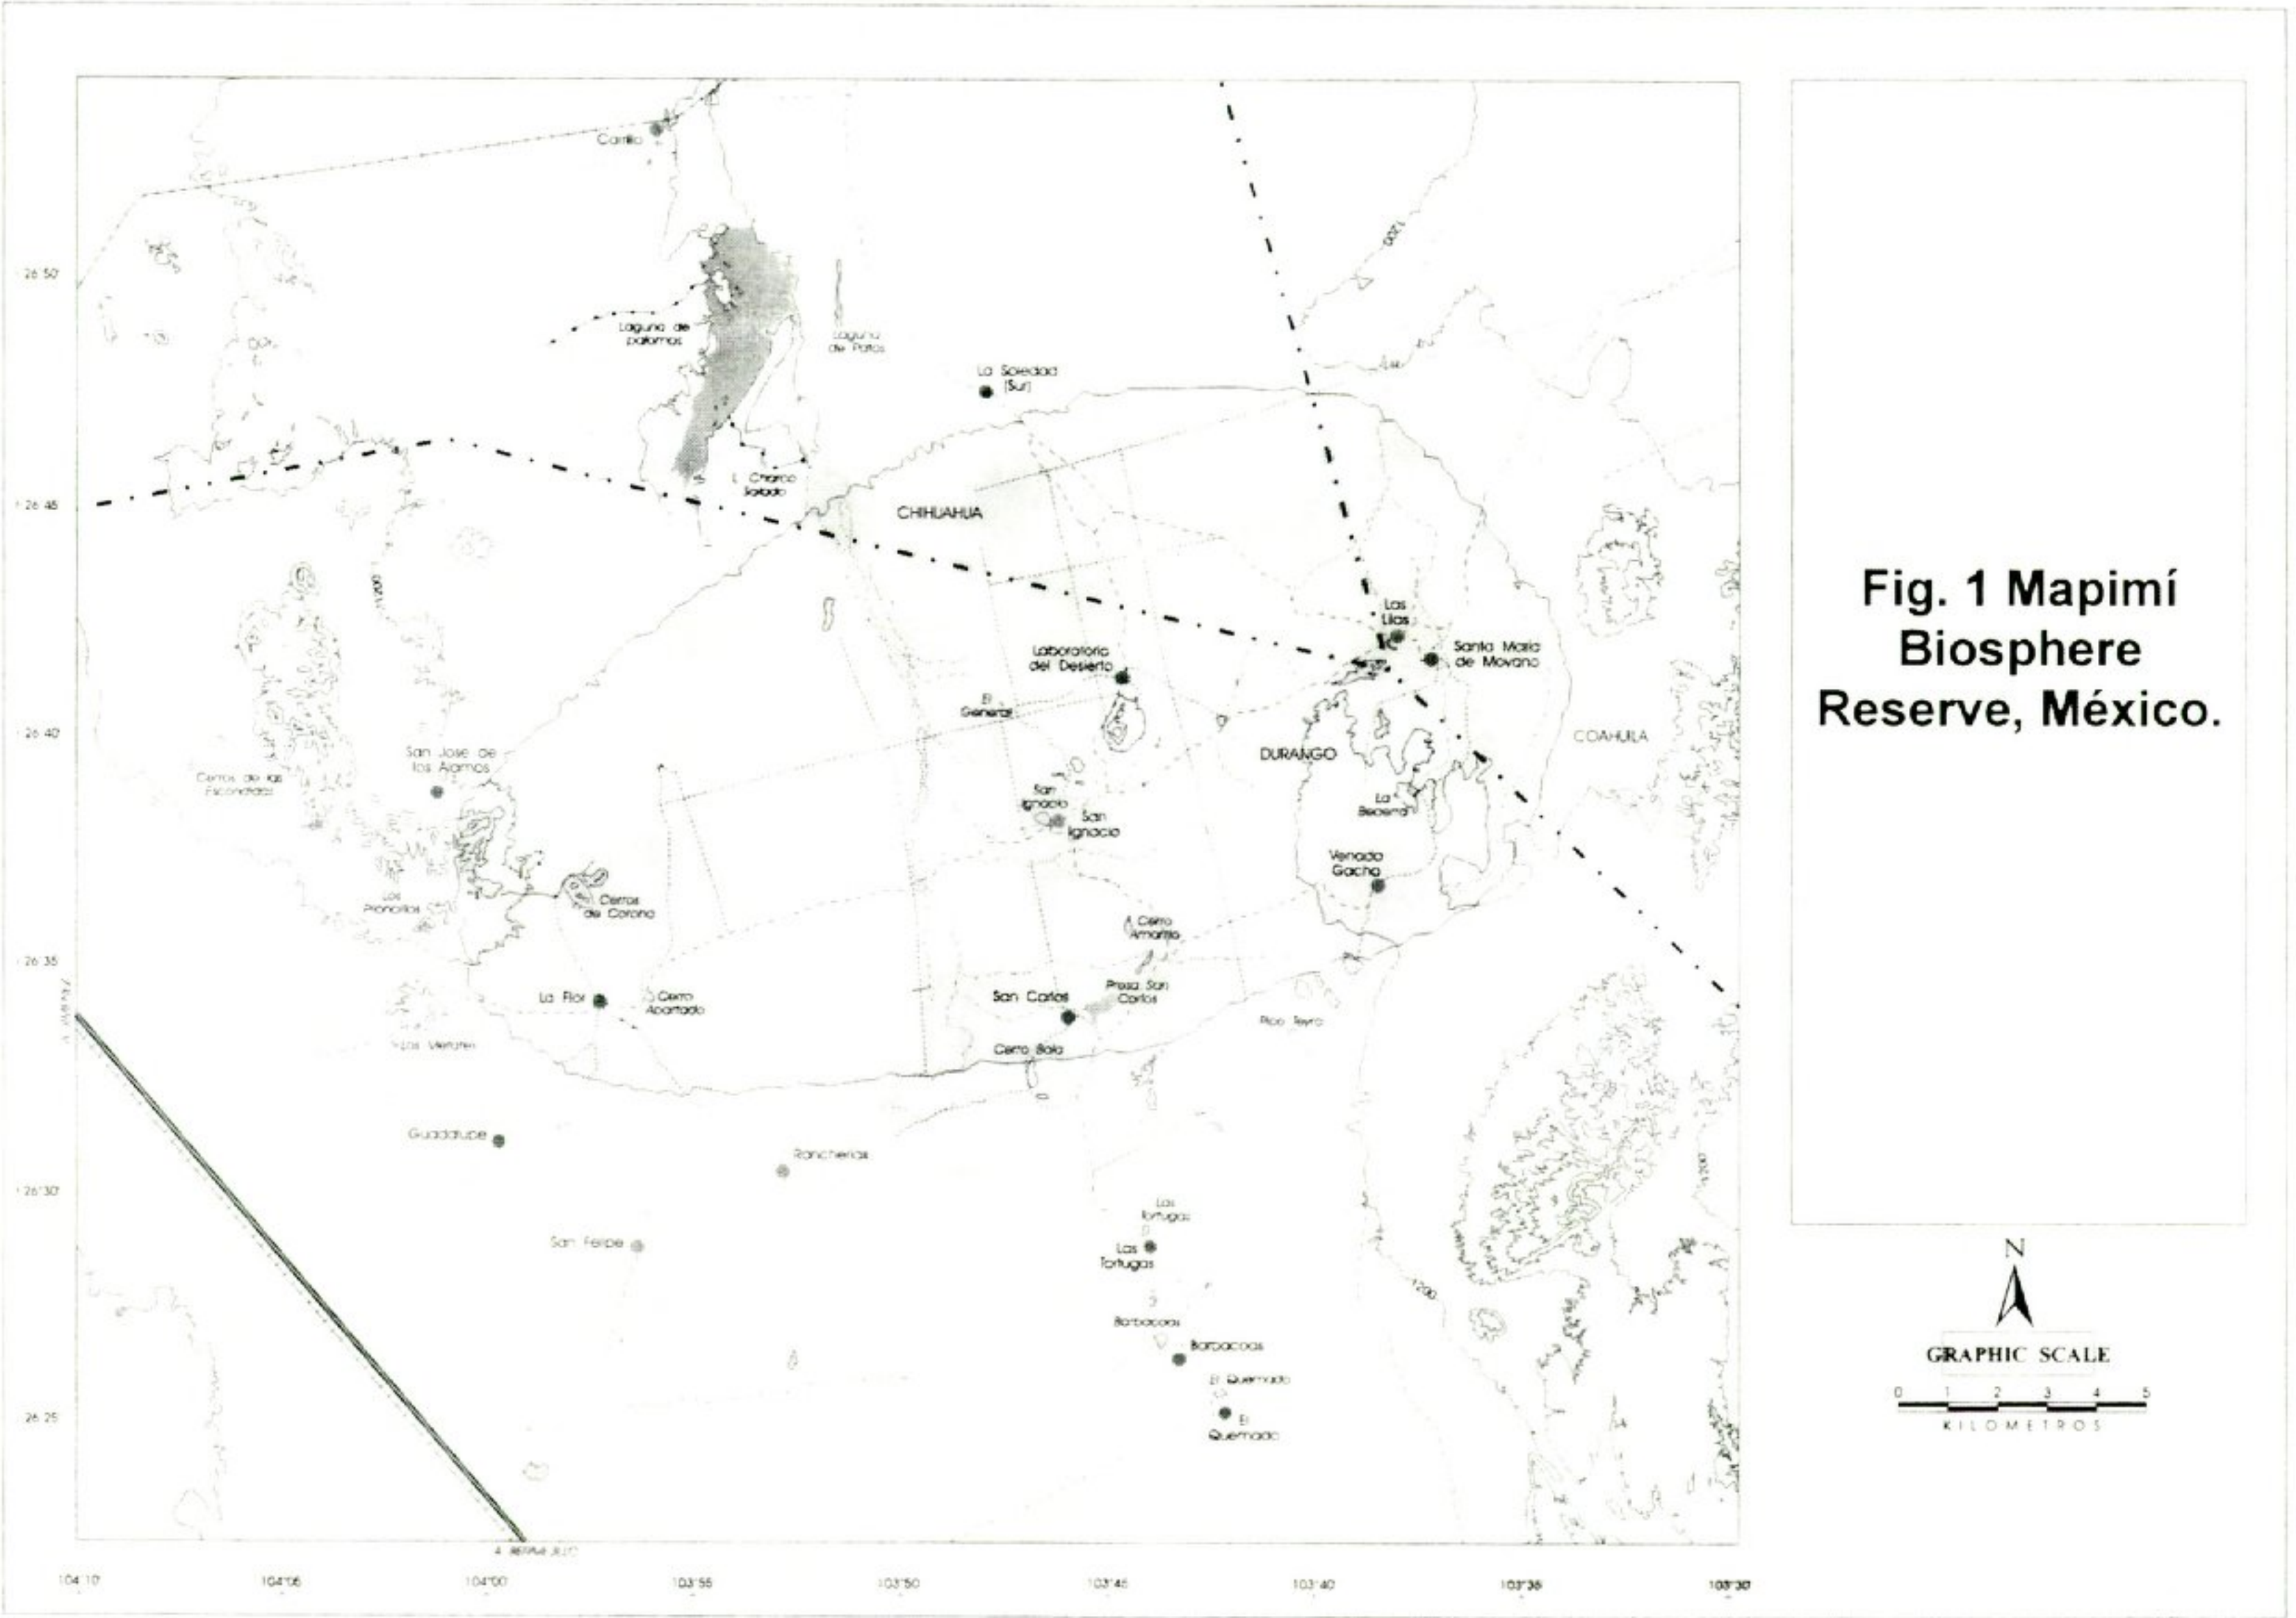 Carrillo
26°50'
1200
Laguna de
palomas
Laguna
de Patos
La Soledad
(Sur)
L. Charco
Salado
26°45'
CHIHUAHUA
1200
Las
Lilas
Santa Maria
de Moyano
Laboratorio
del Desierto
El
General
26°40'
San Jose de
los Alamos
DURANGO
COAHUILA
Cerros de las
Escondidas
San
Ignacio
San
Ignacio
La
Becerra
Venado
Gacho
Los
Cerros
de Corona
Cerro
Amarillo
26°35'
La Flor
Cerro
Apartado
San Carlos
Presa San
Carlos
Pico Teyra
Cerro Bola
Guadalupe
Rancherias
26°30'
1200
Las
Tortugas
San Felipe
Las
Tortugas
1200
Barbacoas
Barbacoas
El Quemado
26°25'
El
Quemado
104°10'
104°05'
104°00'
103°55'
103°50'
103°45'
103°40'
103°35'
103°30'
Fig. 1 Mapimí
Biosphere
Reserve, México.
N
GRAPHIC SCALE
0 1 2 3 4 5
KILOMETROS